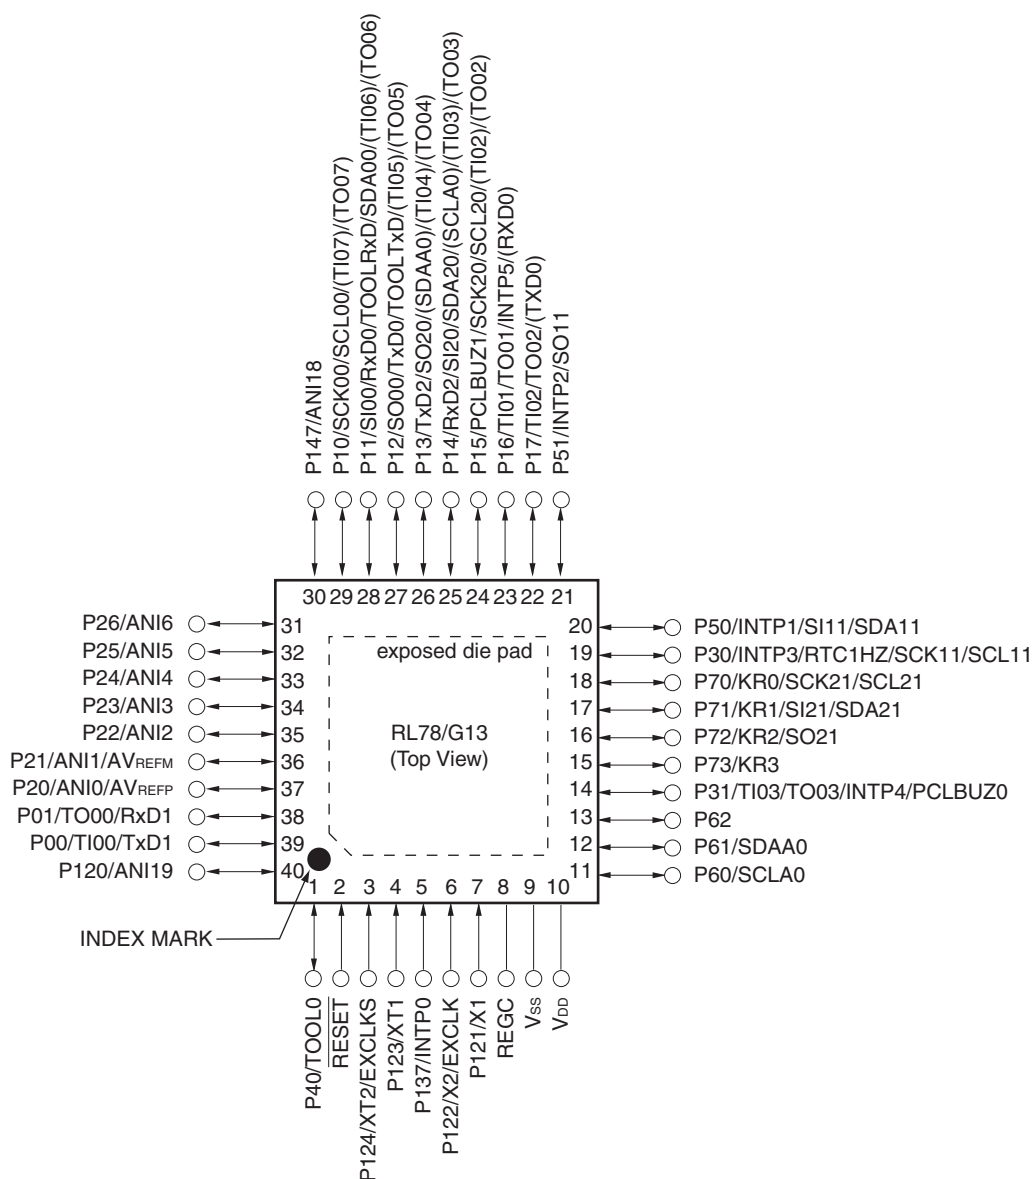 P147/ANI18
P10/SCK00/SCL00/(TI07)/(TO07)
P11/SI00/RxD0/TOOLRxD/SDA00/(TI06)/(TO06)
P12/SO00/TxD0/TOOLTxD/(TI05)/(TO05)
P13/TxD2/SO20/(SDAA0)/(TI04)/(TO04)
P14/RxD2/SI20/SDA20/(SCLA0)/(TI03)/(TO03)
P15/PCLBUZ1/SCK20/SCL20/(TI02)/(TO02)
P16/TI01/TO01/INTP5/(RXD0)
P17/TI02/TO02/(TXD0)
P51/INTP2/SO11
30 29 28 27 26 25 24 23 22 21
P26/ANI6 31
P25/ANI5 32
P24/ANI4 33
P23/ANI3 34
P22/ANI2 35
P21/ANI1/AVREFM 36
P20/ANI0/AVREFP 37
P01/TO00/RxD1 38
P00/TI00/TxD1 39
P120/ANI19 40
exposed die pad
RL78/G13
(Top View)
20 P50/INTP1/SI11/SDA11
19 P30/INTP3/RTC1HZ/SCK11/SCL11
18 P70/KR0/SCK21/SCL21
17 P71/KR1/SI21/SDA21
16 P72/KR2/SO21
15 P73/KR3
14 P31/TI03/TO03/INTP4/PCLBUZ0
13 P62
12 P61/SDAA0
11 P60/SCLA0
1 2 3 4 5 6 7 8 9 10
INDEX MARK
P40/TOOL0
RESET
P124/XT2/EXCLKS
P123/XT1
P137/INTP0
P122/X2/EXCLK
P121/X1
REGC
VSS
VDD